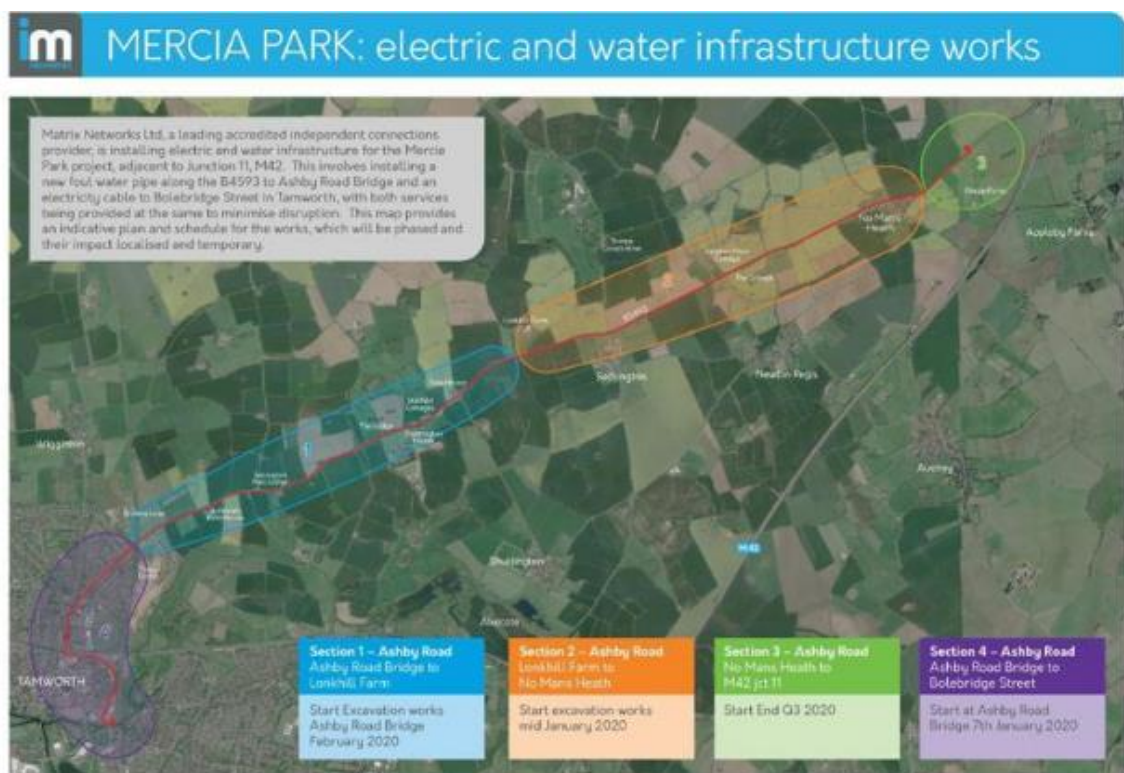 im
MERCIA PARK: electric and water infrastructure works
Matrix Networks Ltd, a leading accredited independent connections
provider, is installing electric and water infrastructure for the Mercia
Park project, adjacent to Junction 11, M42. This involves installing a
new foul water pipe along the B4593 to Ashby Road Bridge and an
electricity cable to Bolebridge Street in Tamworth, with both services
being provided at the same to minimise disruption. This map provides
an indicative plan and schedule for the works, which will be phased and
their impact localised and temporary.
3
No Mans
Heath
Appleby Parva
2
Seckington
Newton Regis
1
Wigginton
Austrey
M42
Shuttington
Alvecote
TAMWORTH
Section 1 – Ashby Road
Ashby Road Bridge to
Lonkhill Farm
Start Excavation works
Ashby Road Bridge
February 2020
Section 2 – Ashby Road
Lonkhill Farm to
No Mans Heath
Start excavation works
mid January 2020
Section 3 – Ashby Road
No Mans Heath to
M42 jct 11
Start End Q3 2020
Section 4 – Ashby Road
Ashby Road Bridge to
Bolebridge Street
Start at Ashby Road
Bridge 7th January 2020